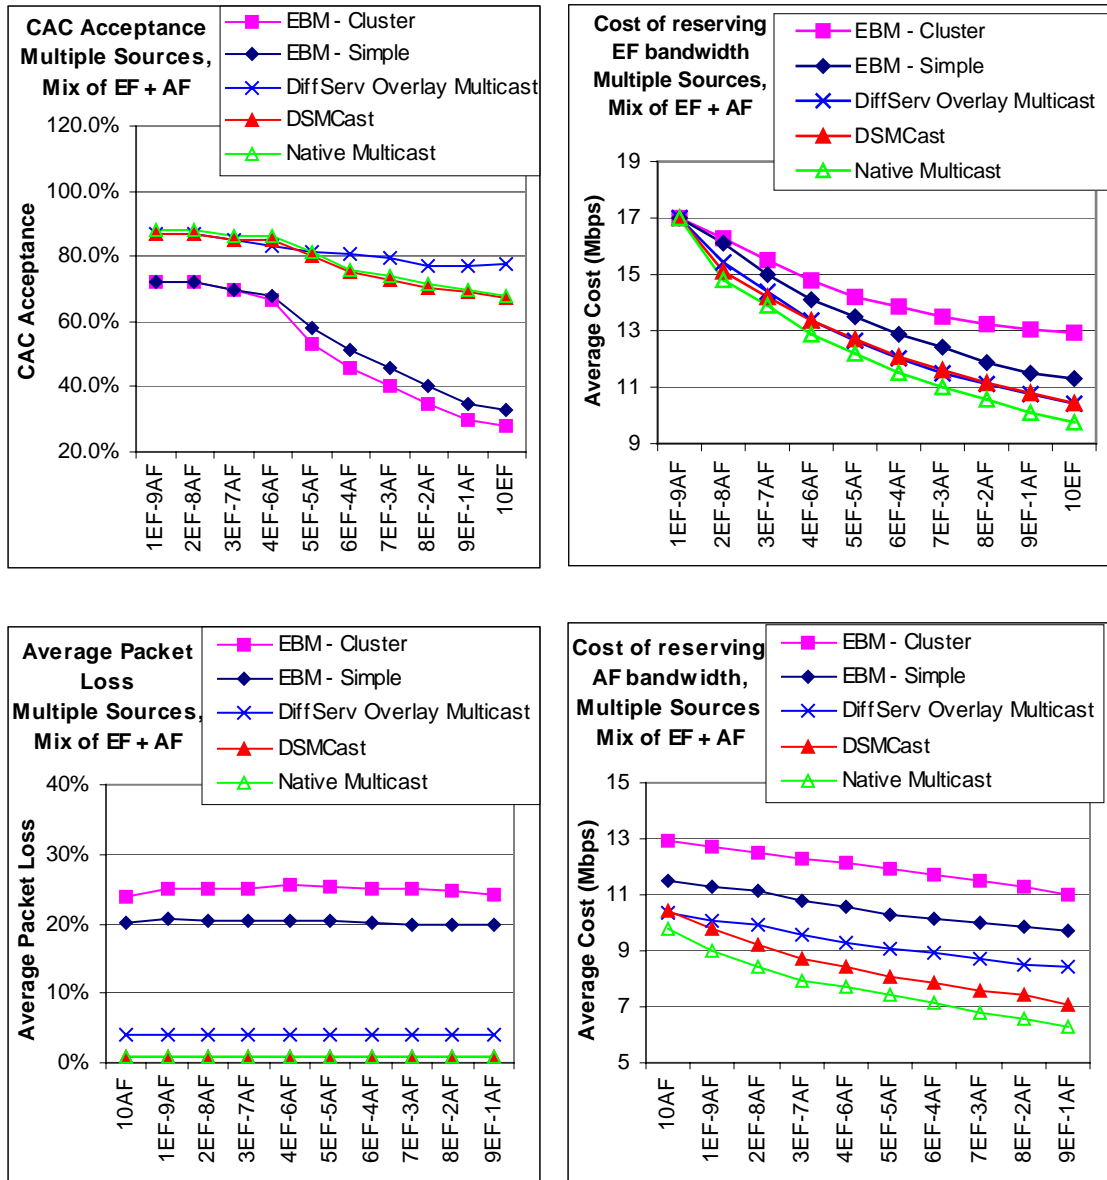 CAC Acceptance
Multiple Sources,
Mix of EF + AF
EBM - Cluster
EBM - Simple
DiffServ Overlay Multicast
DSMCast
Native Multicast
CAC Acceptance
120.0%
100.0%
80.0%
60.0%
40.0%
20.0%
1EF-9AF
2EF-8AF
3EF-7AF
4EF-6AF
5EF-5AF
6EF-4AF
7EF-3AF
8EF-2AF
9EF-1AF
10EF
Cost of reserving
EF bandwidth
Multiple Sources,
Mix of EF + AF
EBM - Cluster
EBM - Simple
DiffServ Overlay Multicast
DSMCast
Native Multicast
Average Cost (Mbps)
19
17
15
13
11
9
1EF-9AF
2EF-8AF
3EF-7AF
4EF-6AF
5EF-5AF
6EF-4AF
7EF-3AF
8EF-2AF
9EF-1AF
10EF
Average Packet
Loss
Multiple Sources,
Mix of EF + AF
EBM - Cluster
EBM - Simple
DiffServ Overlay Multicast
DSMCast
Native Multicast
Average Packet Loss
40%
30%
20%
10%
0%
10AF
1EF-9AF
2EF-8AF
3EF-7AF
4EF-6AF
5EF-5AF
6EF-4AF
7EF-3AF
8EF-2AF
9EF-1AF
Cost of reserving
AF bandwidth,
Multiple Sources
Mix of EF + AF
EBM - Cluster
EBM - Simple
DiffServ Overlay Multicast
DSMCast
Native Multicast
Average Cost (Mbps)
15
13
11
9
7
5
10AF
1EF-9AF
2EF-8AF
3EF-7AF
4EF-6AF
5EF-5AF
6EF-4AF
7EF-3AF
8EF-2AF
9EF-1AF